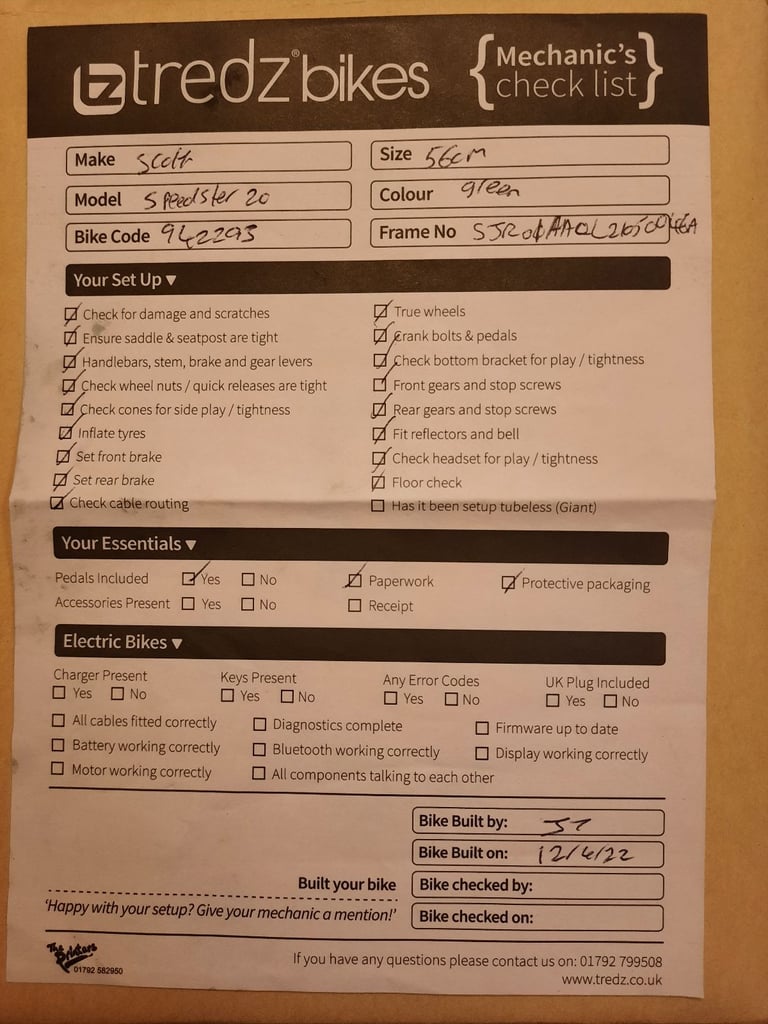 tredz® bikes
{Mechanic's check list}
Make Scott
Size 56cm
Model Speedster 20
Colour green
Bike Code 942293
Frame No
Your Set Up ▼
Check for damage and scratches
True wheels
Ensure saddle & seatpost are tight
Crank bolts & pedals
Handlebars, stem, brake and gear levers
Check bottom bracket for play / tightness
Check wheel nuts / quick releases are tight
Front gears and stop screws
Check cones for side play / tightness
Rear gears and stop screws
Inflate tyres
Fit reflectors and bell
Set front brake
Check headset for play / tightness
Set rear brake
Floor check
Check cable routing
Has it been setup tubeless (Giant)
Your Essentials ▼
Pedals Included Yes No Paperwork Protective packaging
Accessories Present Yes No Receipt
Electric Bikes ▼
Charger Present Keys Present Any Error Codes UK Plug Included
Yes No Yes No Yes No Yes No
All cables fitted correctly Diagnostics complete Firmware up to date
Battery working correctly Bluetooth working correctly Display working correctly
Motor working correctly All components talking to each other
Bike Built by:
Bike Built on: 12/4/22
Built your bike Bike checked by:
'Happy with your setup? Give your mechanic a mention!' Bike checked on:
The Printers
01792 582950
If you have any questions please contact us on: 01792 799508
www.tredz.co.uk